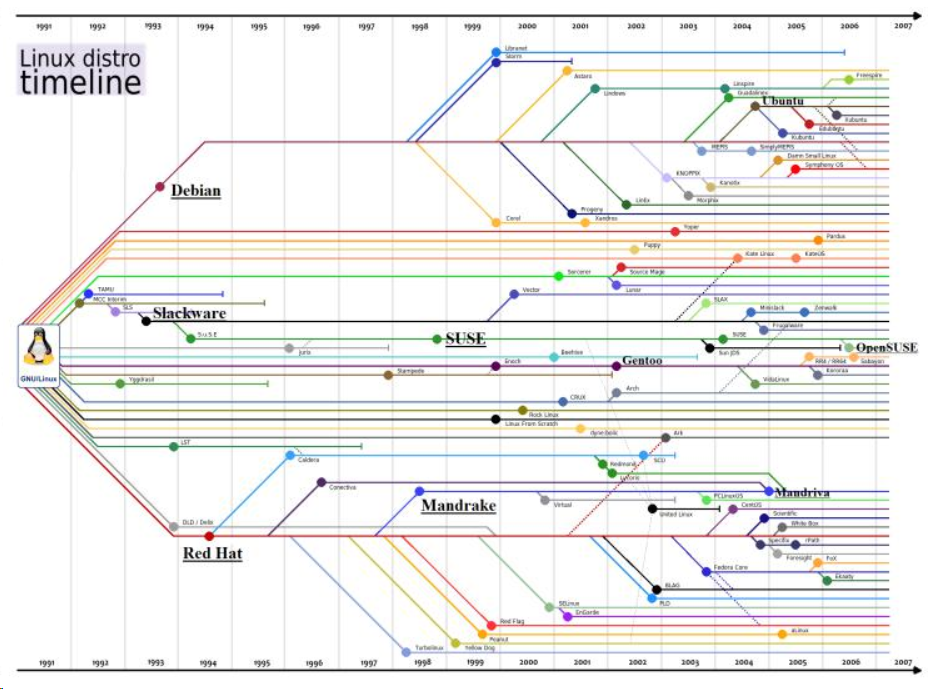 1991 1992 1993 1994 1995 1996 1997 1998 1999 2000 2001 2002 2003 2004 2005 2006 2007
Linux distro
timeline
Libranet
Storm
Astaro
Freespire
Linspire
Lindows
Guadalinex
Ubuntu
Xubuntu
Edubuntu
Kubuntu
MEPIS
SimplyMEPIS
Damn Small Linux
Symphony OS
KNOPPIX
Kanotix
Debian
Morphix
Linex
Progeny
Corel
Xandros
Yoper
Pardus
Puppy
Kate Linux
KateOS
Source Mage
Sorcerer
Lunar
TAMU
Vector
MCC Interim
SLAX
SLS
Slackware
Minislack
Zenwalk
Frugalware
S.u.S.E
SUSE
SUSE
Jurix
Sun JDS
OpenSUSE
Beehive
Enoch
Gentoo
RR4 / RR64
Sabayon
Stampede
Kororaa
GNU/Linux
Yggdrasil
VidaLinux
Arch
CRUX
Rock Linux
Linux From Scratch
dyne:bolic
Ark
LST
Caldera
SCO
Redmond
Lycoris
Conectiva
Mandrake
Mandriva
Virtual
PCLinuxOS
United Linux
CentOS
DLD / Delix
Scientific
White Box
Red Hat
Specifix
rPath
Foresight
FoX
Fedora Core
Ekaaty
BLAG
PLD
SELinux
EnGarde
Red Flag
Peanut
aLinux
Turbolinux
Yellow Dog
1991 1992 1993 1994 1995 1996 1997 1998 1999 2000 2001 2002 2003 2004 2005 2006 2007